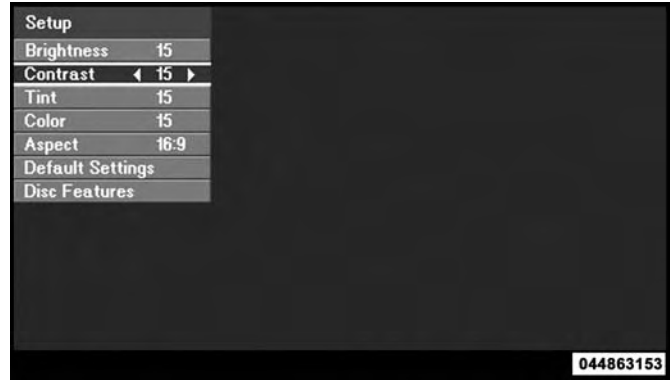 Setup
Brightness 15
Contrast 15
Tint 15
Color 15
Aspect 16:9
Default Settings
Disc Features
044863153